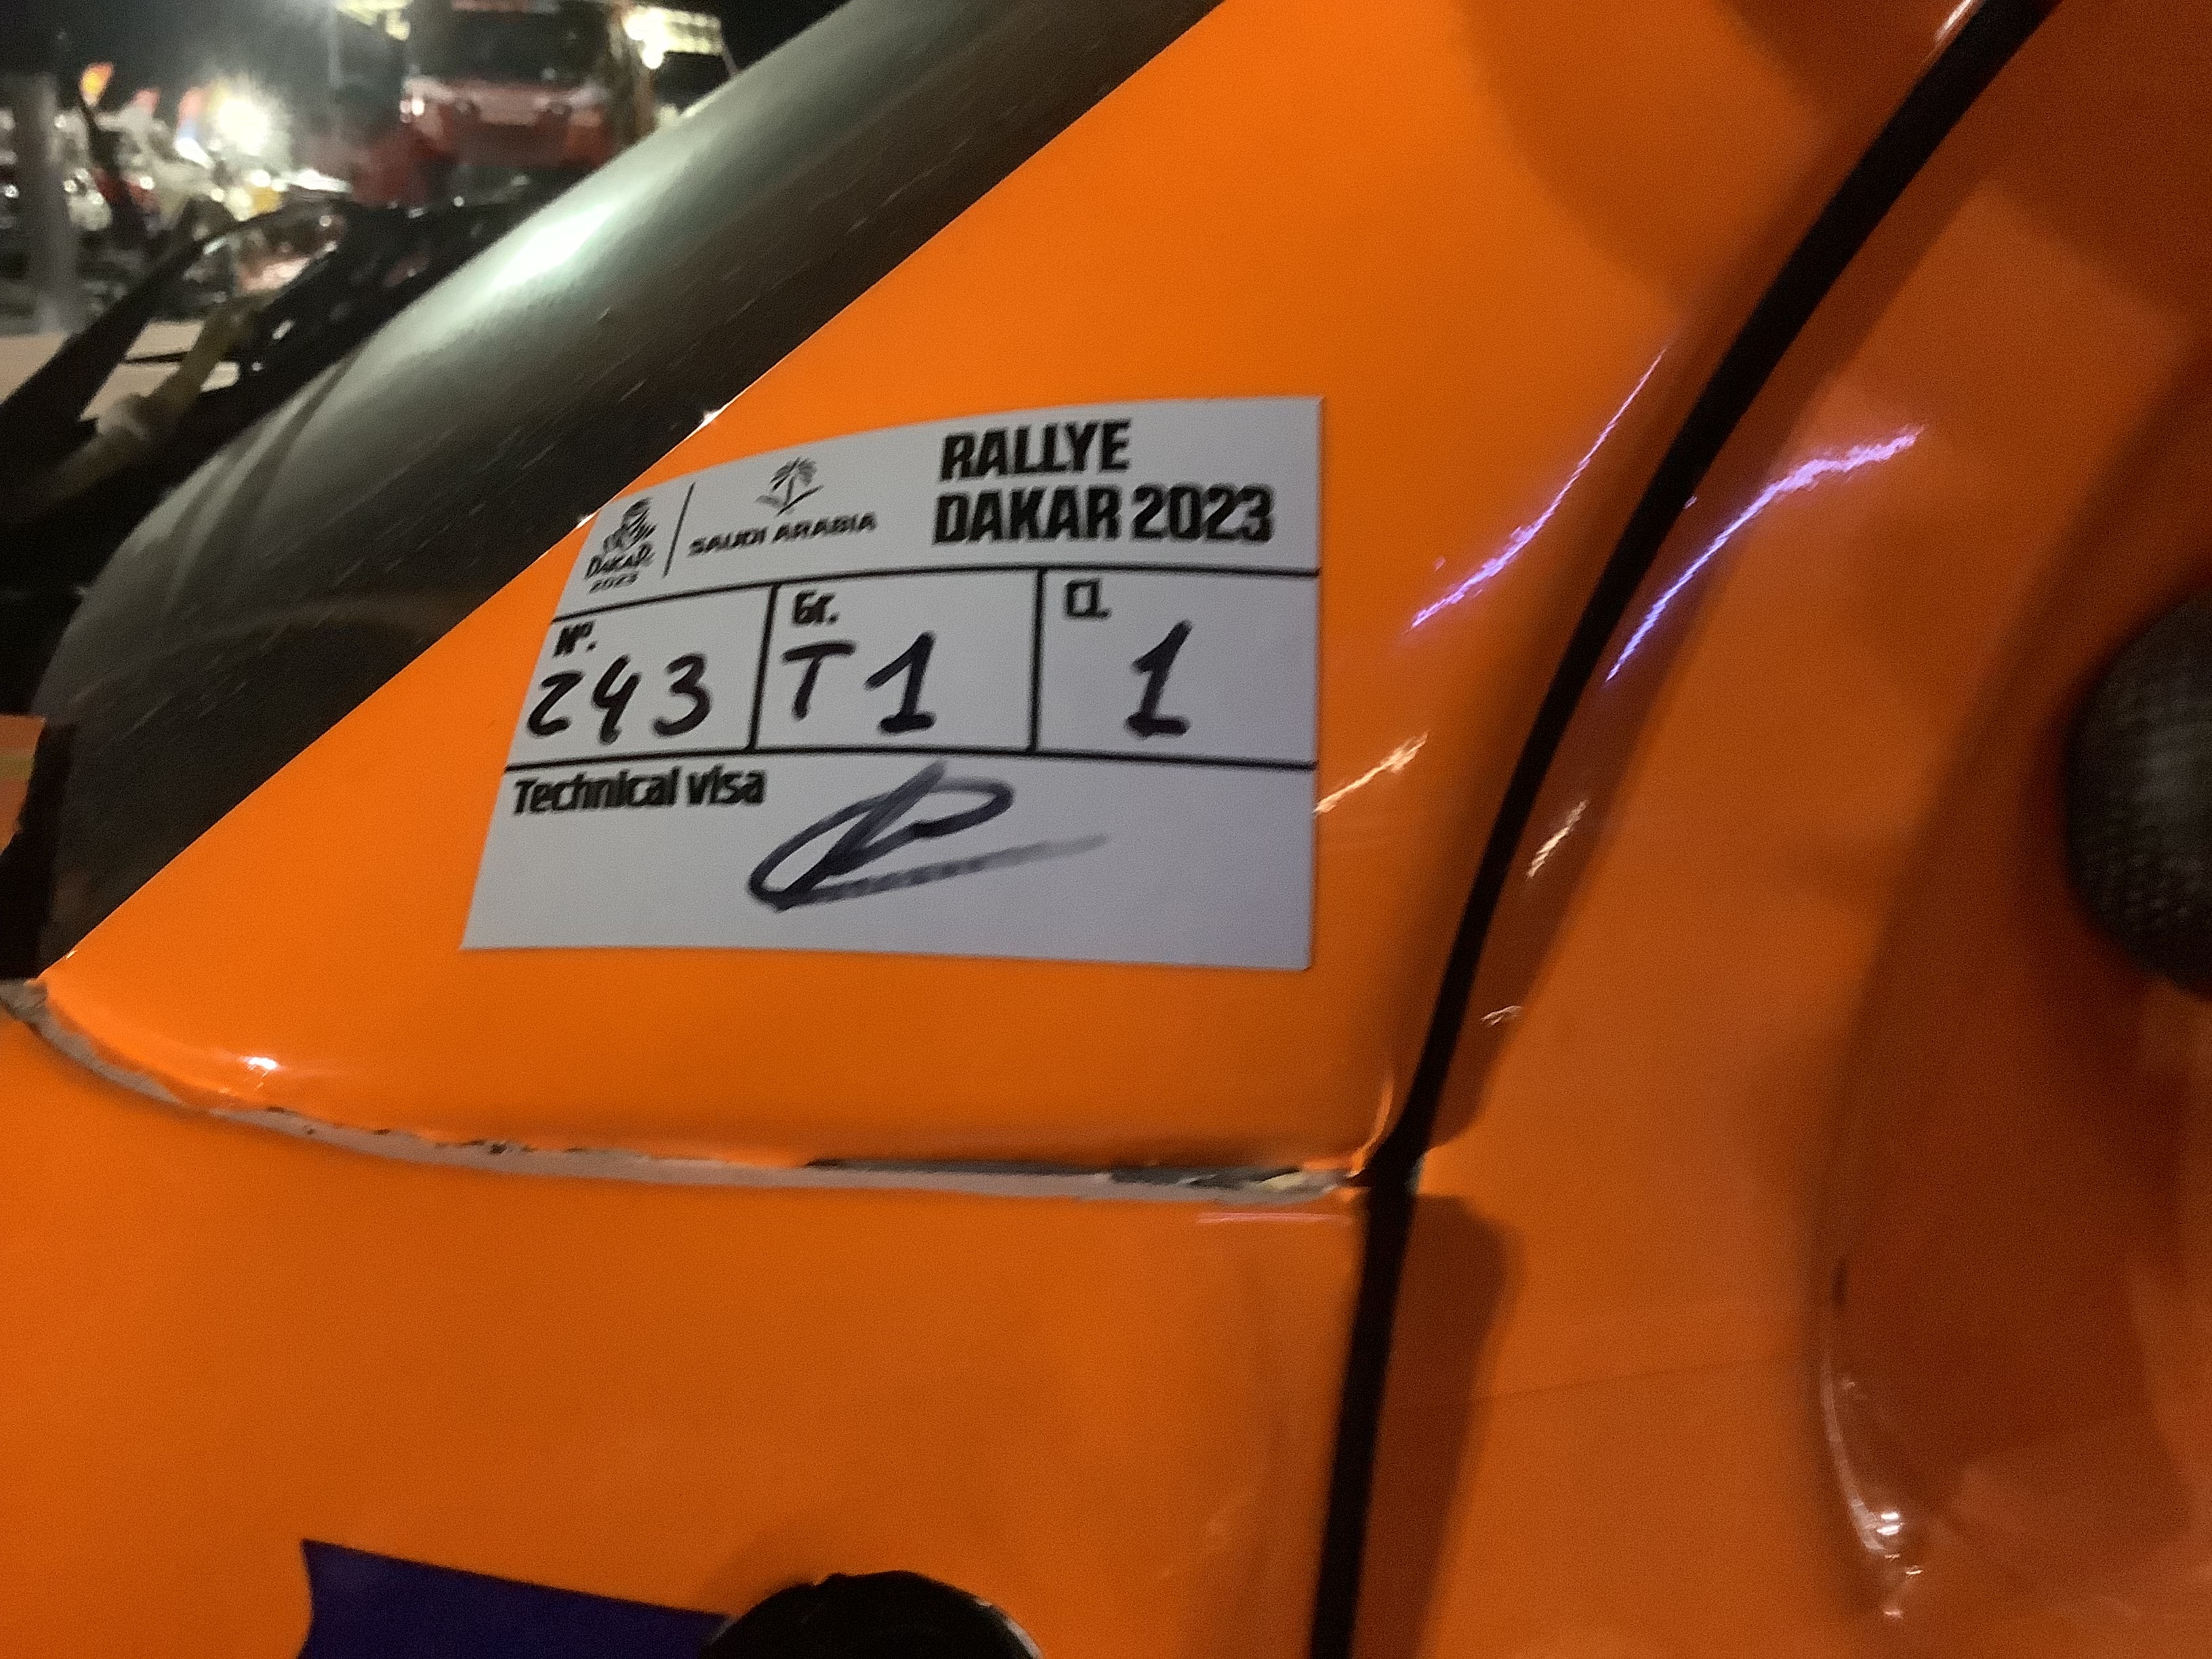 DAKAR
2023
SAUDI ARABIA
RALLYE
DAKAR 2023
Nº.
243
Gr.
T1
Cl
1
Technical visa